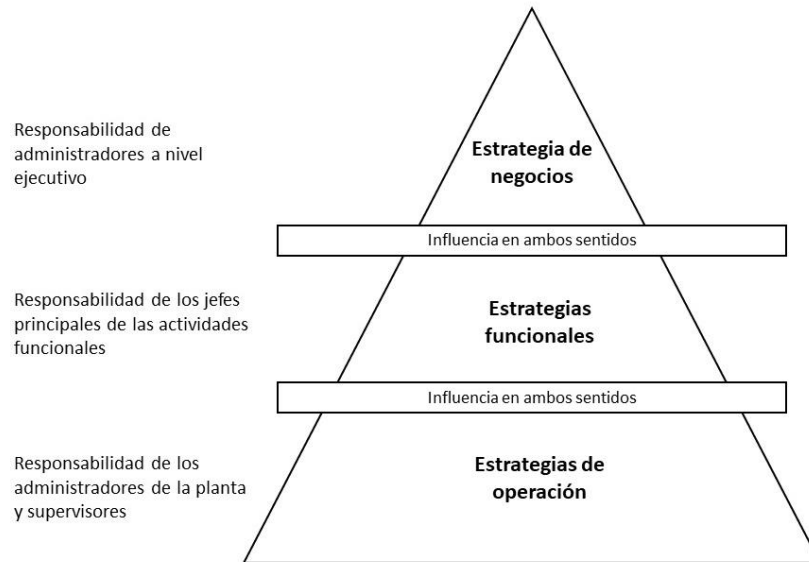 Responsabilidad de
administradores a nivel
ejecutivo
Estrategia de
negocios
Influencia en ambos sentidos
Responsabilidad de los jefes
principales de las actividades
funcionales
Estrategias
funcionales
Influencia en ambos sentidos
Responsabilidad de los
administradores de la planta
y supervisores
Estrategias de
operación